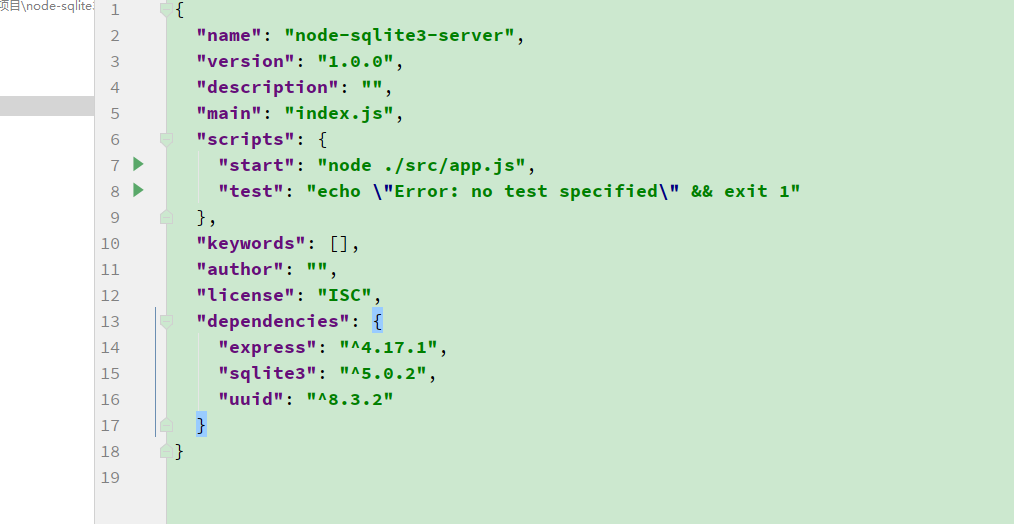 项目\node-sqlite3
1 {
2 "name": "node-sqlite3-server",
3 "version": "1.0.0",
4 "description": "",
5 "main": "index.js",
6 "scripts": {
7 "start": "node ./src/app.js",
8 "test": "echo \"Error: no test specified\" && exit 1"
9 },
10 "keywords": [],
11 "author": "",
12 "license": "ISC",
13 "dependencies": {
14 "express": "^4.17.1",
15 "sqlite3": "^5.0.2",
16 "uuid": "^8.3.2"
17 }
18 }
19